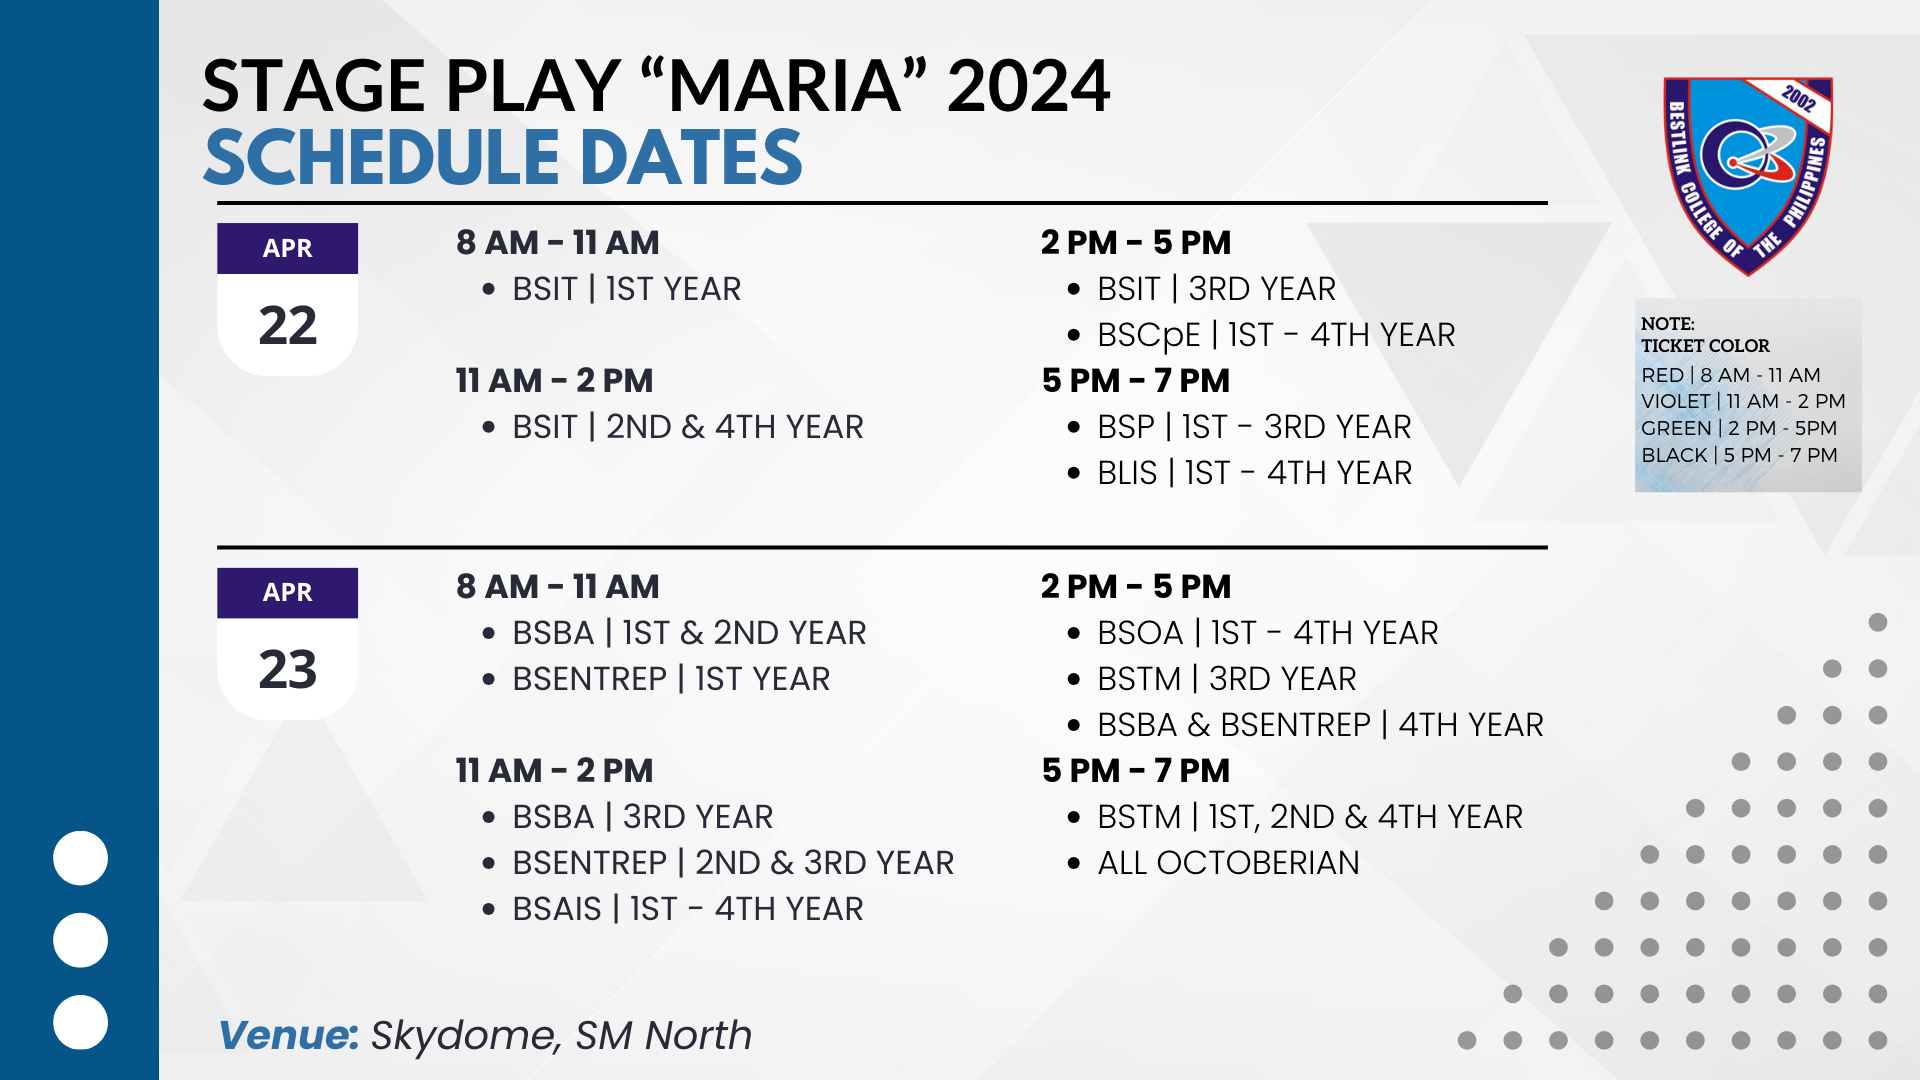 STAGE PLAY “MARIA” 2024
SCHEDULE DATES
APR
22
8 AM - 11 AM
• BSIT | 1ST YEAR
11 AM - 2 PM
• BSIT | 2ND & 4TH YEAR
2 PM - 5 PM
• BSIT | 3RD YEAR
• BSCpE | 1ST - 4TH YEAR
5 PM - 7 PM
• BSP | 1ST - 3RD YEAR
• BLIS | 1ST - 4TH YEAR
APR
23
8 AM - 11 AM
• BSBA | 1ST & 2ND YEAR
• BSENTREP | 1ST YEAR
11 AM - 2 PM
• BSBA | 3RD YEAR
• BSENTREP | 2ND & 3RD YEAR
• BSAIS | 1ST - 4TH YEAR
2 PM - 5 PM
• BSOA | 1ST - 4TH YEAR
• BSTM | 3RD YEAR
• BSBA & BSENTREP | 4TH YEAR
5 PM - 7 PM
• BSTM | 1ST, 2ND & 4TH YEAR
• ALL OCTOBERIAN
Venue: Skydome, SM North
2002
BESTLINK COLLEGE OF THE PHILIPPINES
NOTE:
TICKET COLOR
RED | 8 AM - 11 AM
VIOLET | 11 AM - 2 PM
GREEN | 2 PM - 5PM
BLACK | 5 PM - 7 PM